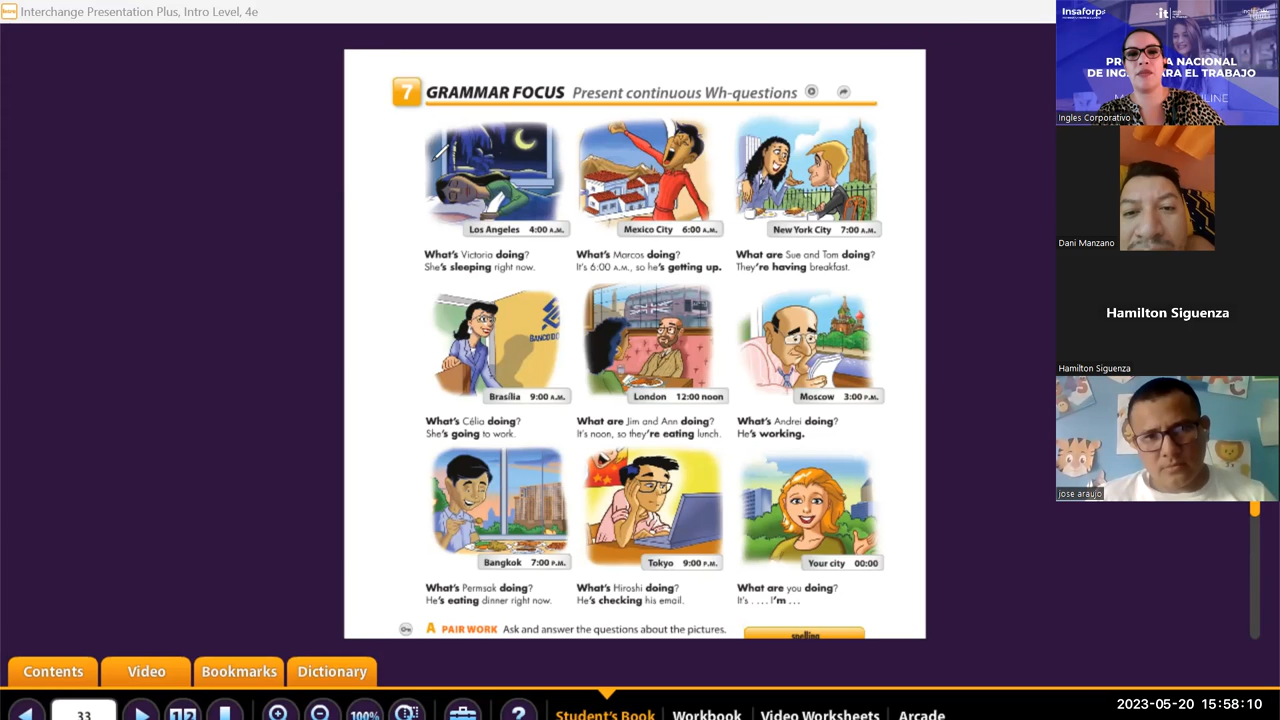 Interchange Presentation Plus, Intro Level, 4e
7 GRAMMAR FOCUS Present continuous Wh-questions
Los Angeles 4:00 A.M.
Mexico City 6:00 A.M.
New York City 7:00 A.M.
What's Victoria doing?
She's sleeping right now.
What's Marcos doing?
It's 6:00 A.M., so he's getting up.
What are Sue and Tom doing?
They're having breakfast.
Brasília 9:00 A.M.
London 12:00 noon
Moscow 3:00 P.M.
What's Célia doing?
She's going to work.
What are Jim and Ann doing?
It's noon, so they're eating lunch.
What's Andrei doing?
He's working.
Bangkok 7:00 P.M.
Tokyo 9:00 P.M.
Your city 00:00
What's Permsak doing?
He's eating dinner right now.
What's Hiroshi doing?
He's checking his email.
What are you doing?
It's . . . . I'm . . .
A PAIR WORK Ask and answer the questions about the pictures.
spelling
Contents
Video
Bookmarks
Dictionary
33
1 2
100%
?
Student's Book
Workbook
Video Worksheets
Arcade
Insaforp
it
NACIONAL
PARA EL TRABAJO
Ingles Corporativo
Dani Manzano
Hamilton Siguenza
Hamilton Siguenza
jose araujo
2023-05-20 15:58:10